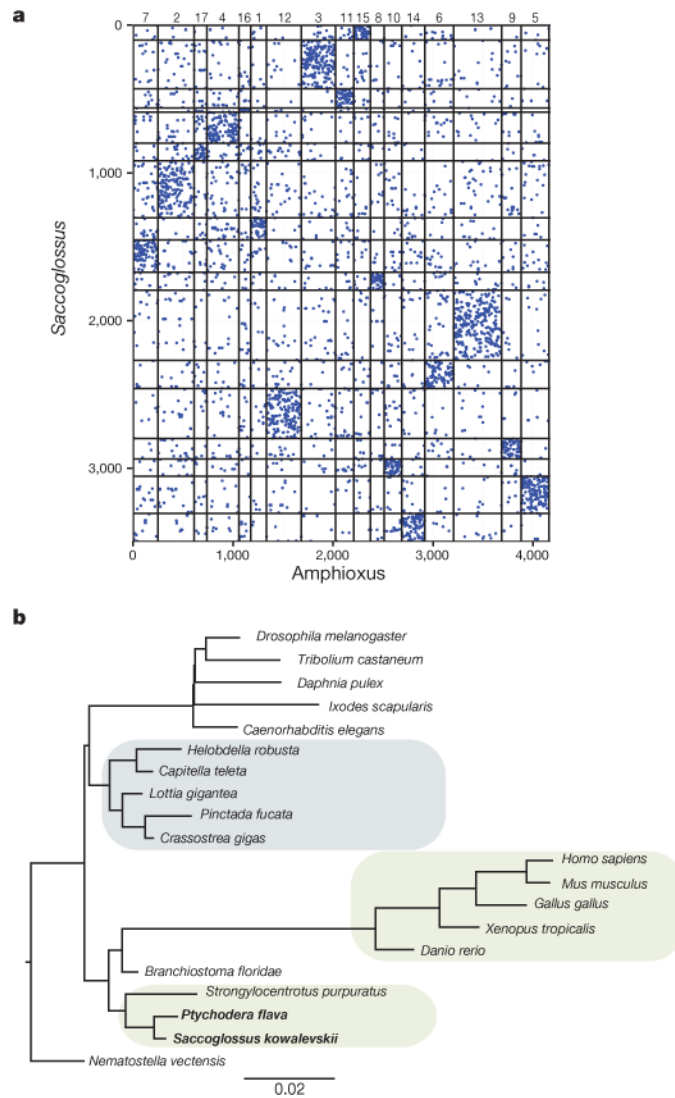 a
7 2 17 4 16 1 12 3 11 15 8 10 14 6 13 9 5
0
1,000
2,000
3,000
Saccoglossus
0 1,000 2,000 3,000 4,000
Amphioxus
b
Drosophila melanogaster
Tribolium castaneum
Daphnia pulex
Ixodes scapularis
Caenorhabditis elegans
Helobdella robusta
Capitella teleta
Lottia gigantea
Pinctada fucata
Crassostrea gigas
Homo sapiens
Mus musculus
Gallus gallus
Xenopus tropicalis
Danio rerio
Branchiostoma floridae
Strongylocentrotus purpuratus
Ptychodera flava
Saccoglossus kowalevskii
Nematostella vectensis
0.02